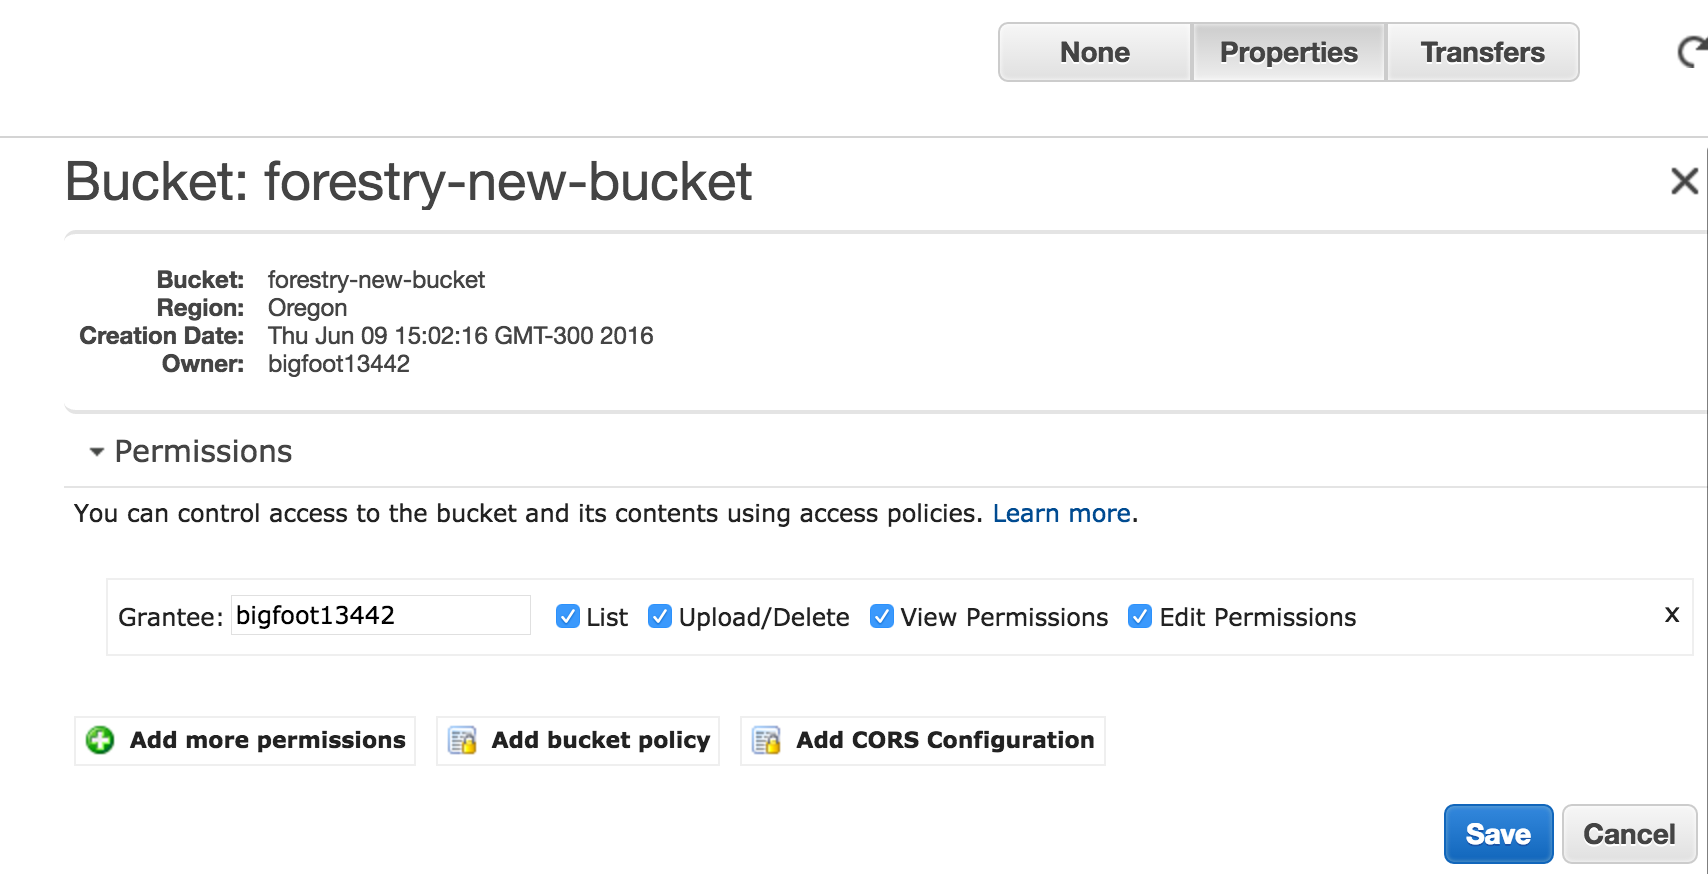 None Properties Transfers
Bucket: forestry-new-bucket
Bucket: forestry-new-bucket
Region: Oregon
Creation Date: Thu Jun 09 15:02:16 GMT-300 2016
Owner: bigfoot13442
Permissions
You can control access to the bucket and its contents using access policies. Learn more.
Grantee: bigfoot13442 List Upload/Delete View Permissions Edit Permissions x
Add more permissions Add bucket policy Add CORS Configuration
Save Cancel